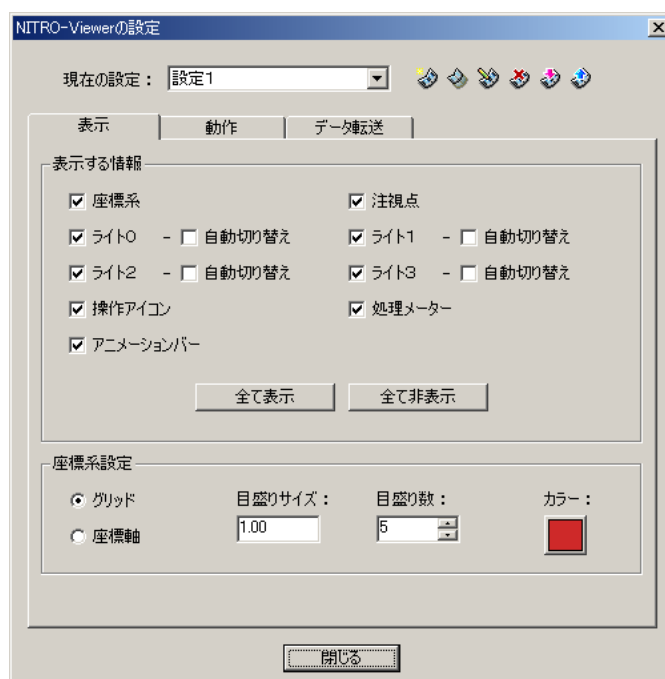 NITRO-Viewerの設定
現在の設定： 設定1
表示 動作 データ転送
表示する情報
座標系 注視点
ライト0 - 自動切り替え ライト1 - 自動切り替え
ライト2 - 自動切り替え ライト3 - 自動切り替え
操作アイコン 処理メーター
アニメーションバー
全て表示 全て非表示
座標系設定
グリッド 目盛りサイズ： 目盛り数： カラー：
1.00 5
座標軸
閉じる